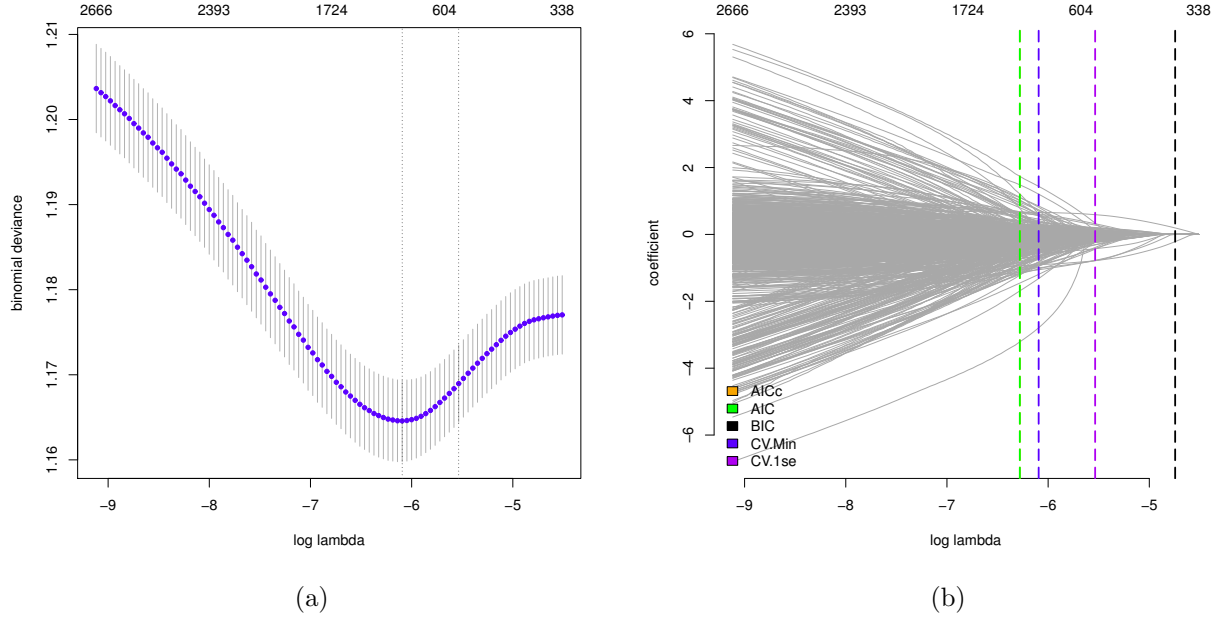 2666 2393 1724 604 338
1.21
1.20
1.19
1.18
1.17
1.16
binomial deviance
−9 −8 −7 −6 −5
log lambda
(a)
2666 2393 1724 604 338
6
4
2
0
−2
−4
−6
coefficient
AICc
AIC
BIC
CV.Min
CV.1se
−9 −8 −7 −6 −5
log lambda
(b)